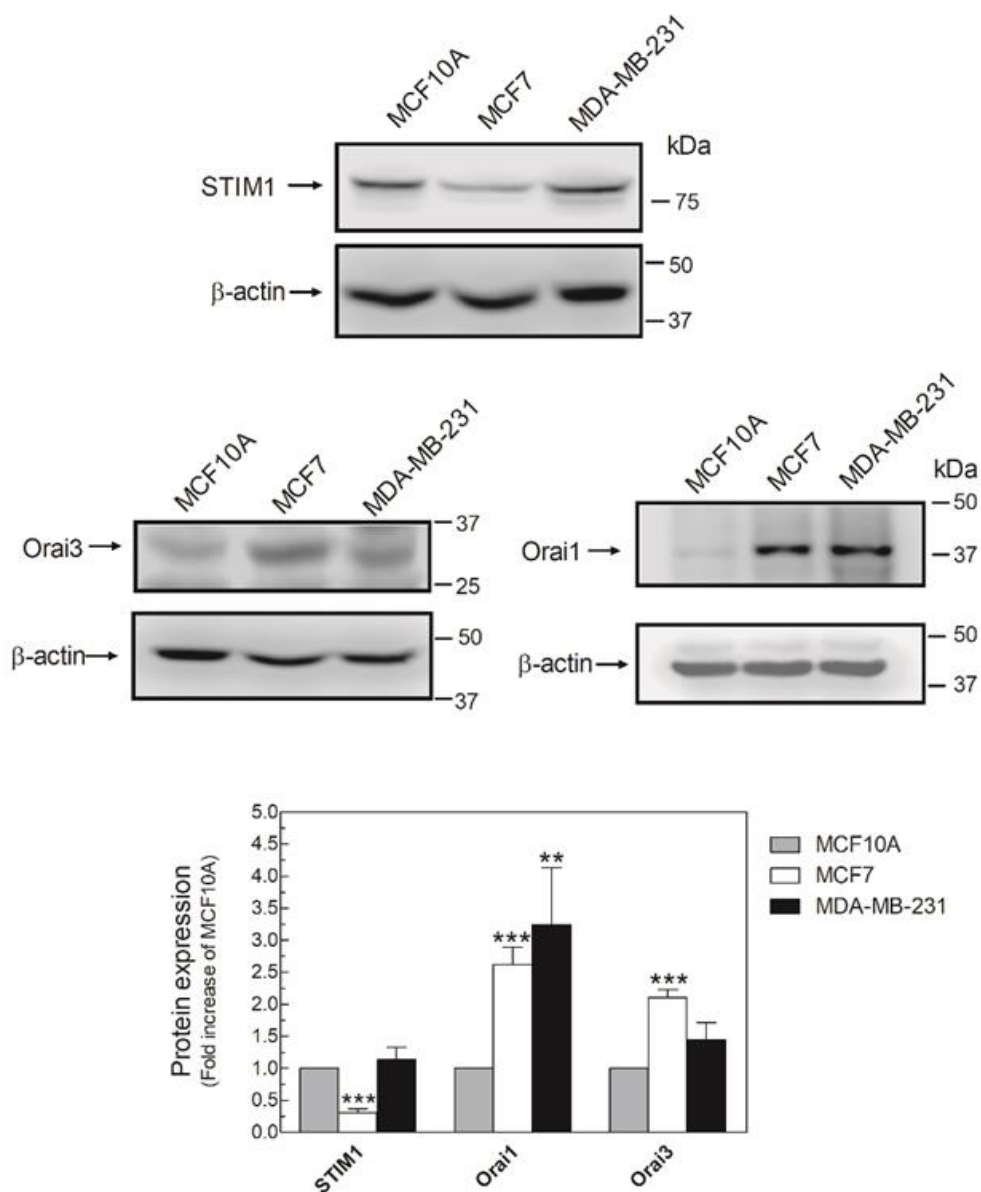 MCF10A MCF7 MDA-MB-231
kDa
STIM1
75
β-actin
50
37
MCF10A MCF7 MDA-MB-231
Orai3
37
25
β-actin
50
37
MCF10A MCF7 MDA-MB-231
kDa
Orai1
50
37
β-actin
50
37
Protein expression
(Fold increase of MCF10A)
5.0
4.5
4.0
3.5
3.0
2.5
2.0
1.5
1.0
0.5
0.0
***
***
**
***
STIM1 Orai1 Orai3
MCF10A
MCF7
MDA-MB-231